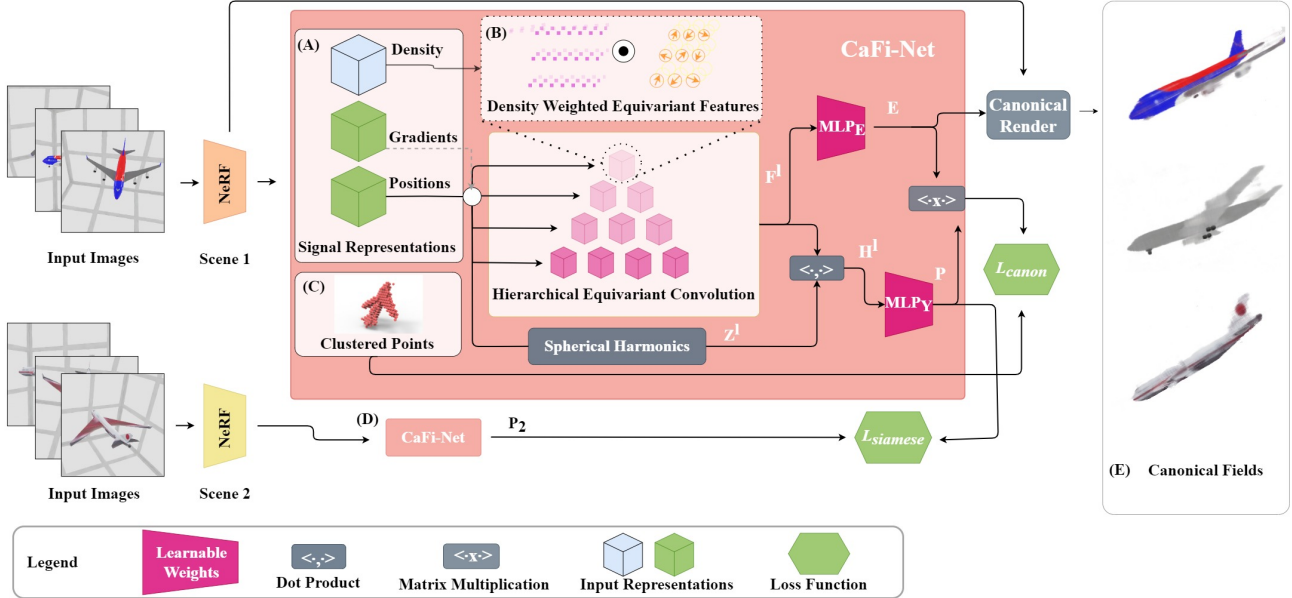 (A)
Density
Gradients
Positions
Signal Representations
(B)
Density Weighted Equivariant Features
CaFi-Net
Hierarchical Equivariant Convolution
(C)
Clustered Points
Spherical Harmonics
Z^l
F^l
MLP_E
E
<·,·>
H^l
MLP_Y
P
<·x·>
L_canon
Canonical
Render
Input Images
NeRF
Scene 1
Input Images
NeRF
Scene 2
(D)
CaFi-Net
P_2
L_siamese
(E) Canonical Fields
Legend
Learnable
Weights
<·,·>
Dot Product
<·x·>
Matrix Multiplication
Input Representations
Loss Function